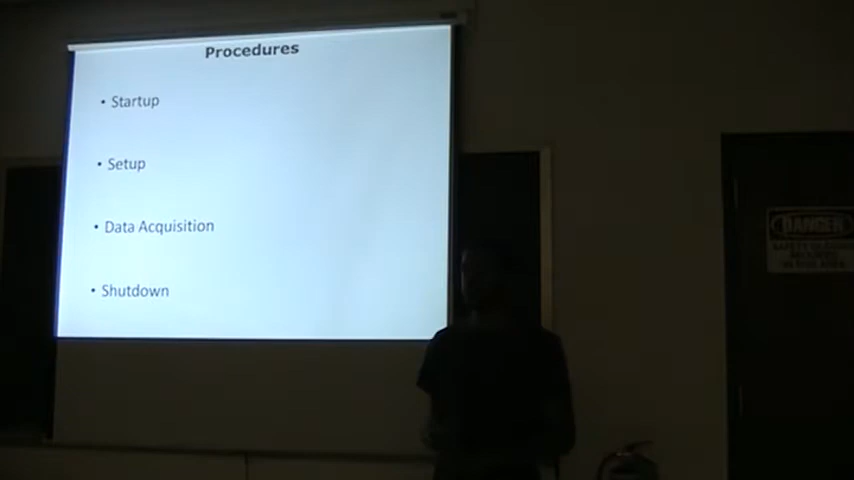 Procedures
• Startup
• Setup
• Data Acquisition
• Shutdown
DANGER